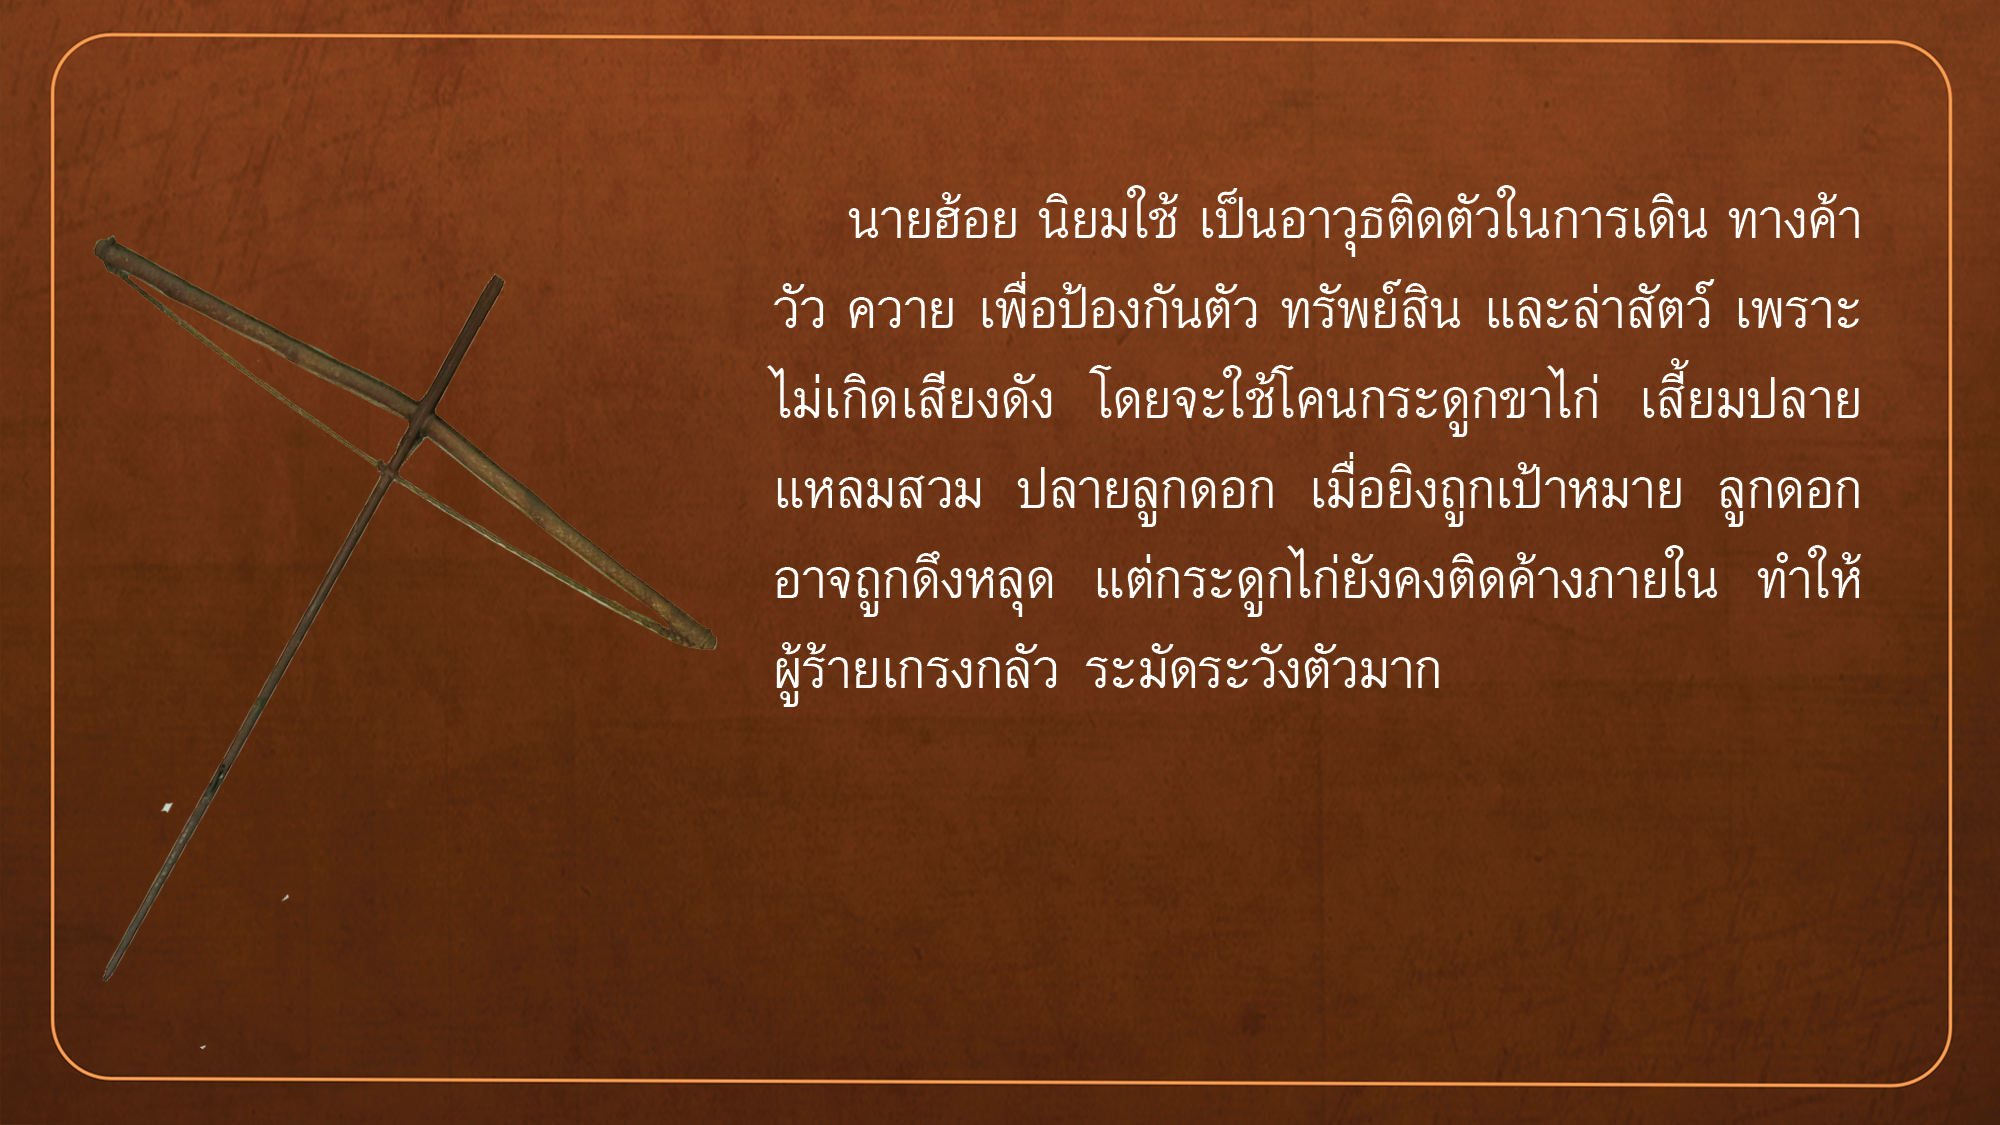 นายฮ้อย นิยมใช้ เป็นอาวุธติดตัวในการเดิน ทางค้า
วัว ควาย เพื่อป้องกันตัว ทรัพย์สิน และล่าสัตว์ เพราะ
ไม่เกิดเสียงดัง โดยจะใช้โคนกระดูกขาไก่ เสี้ยมปลาย
แหลมสวม ปลายลูกดอก เมื่อยิงถูกเป้าหมาย ลูกดอก
อาจถูกดึงหลุด แต่กระดูกไก่ยังคงติดค้างภายใน ทำให้
ผู้ร้ายเกรงกลัว ระมัดระวังตัวมาก